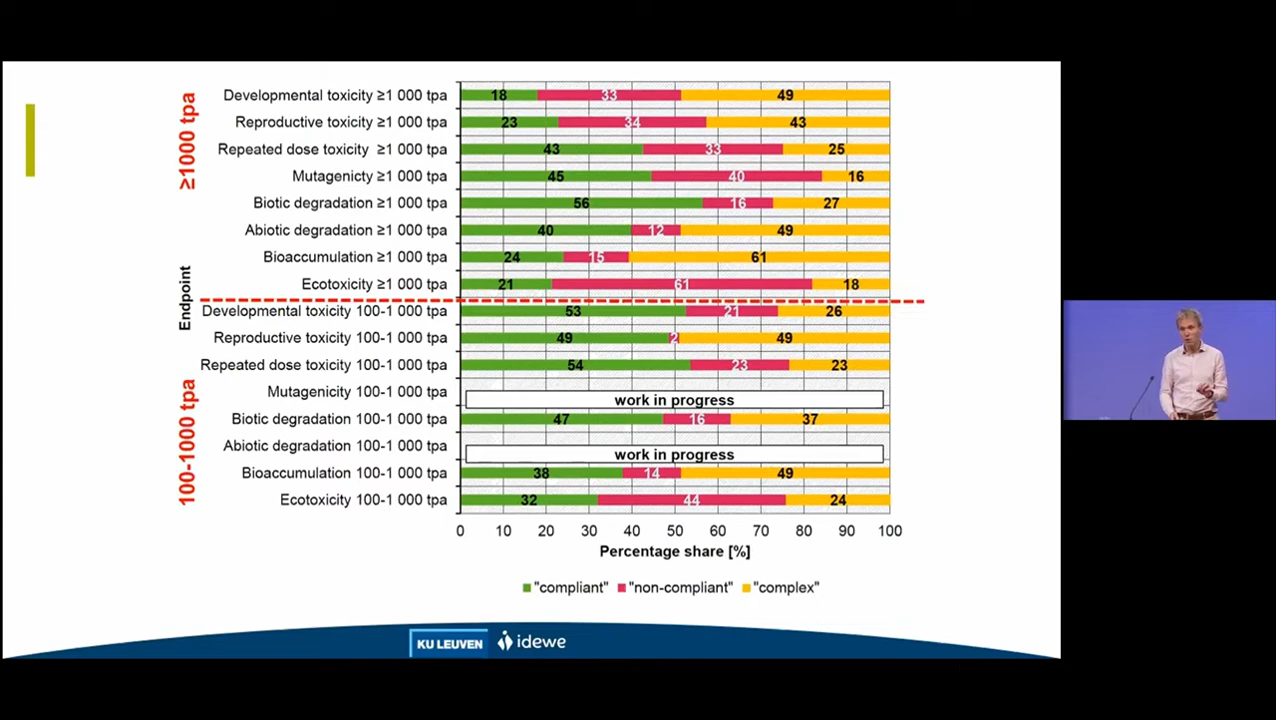 ≥1000 tpa
Endpoint
100-1000 tpa
Developmental toxicity ≥1 000 tpa 18 33 49
Reproductive toxicity ≥1 000 tpa 23 34 43
Repeated dose toxicity ≥1 000 tpa 43 33 25
Mutagenicty ≥1 000 tpa 45 40 16
Biotic degradation ≥1 000 tpa 56 16 27
Abiotic degradation ≥1 000 tpa 40 12 49
Bioaccumulation ≥1 000 tpa 24 15 61
Ecotoxicity ≥1 000 tpa 21 61 18
Developmental toxicity 100-1 000 tpa 53 21 26
Reproductive toxicity 100-1 000 tpa 49 2 49
Repeated dose toxicity 100-1 000 tpa 54 23 23
Mutagenicity 100-1 000 tpa work in progress
Biotic degradation 100-1 000 tpa 47 16 37
Abiotic degradation 100-1 000 tpa work in progress
Bioaccumulation 100-1 000 tpa 38 14 49
Ecotoxicity 100-1 000 tpa 32 44 24
0 10 20 30 40 50 60 70 80 90 100
Percentage share [%]
"compliant" "non-compliant" "complex"
KU LEUVEN idewe